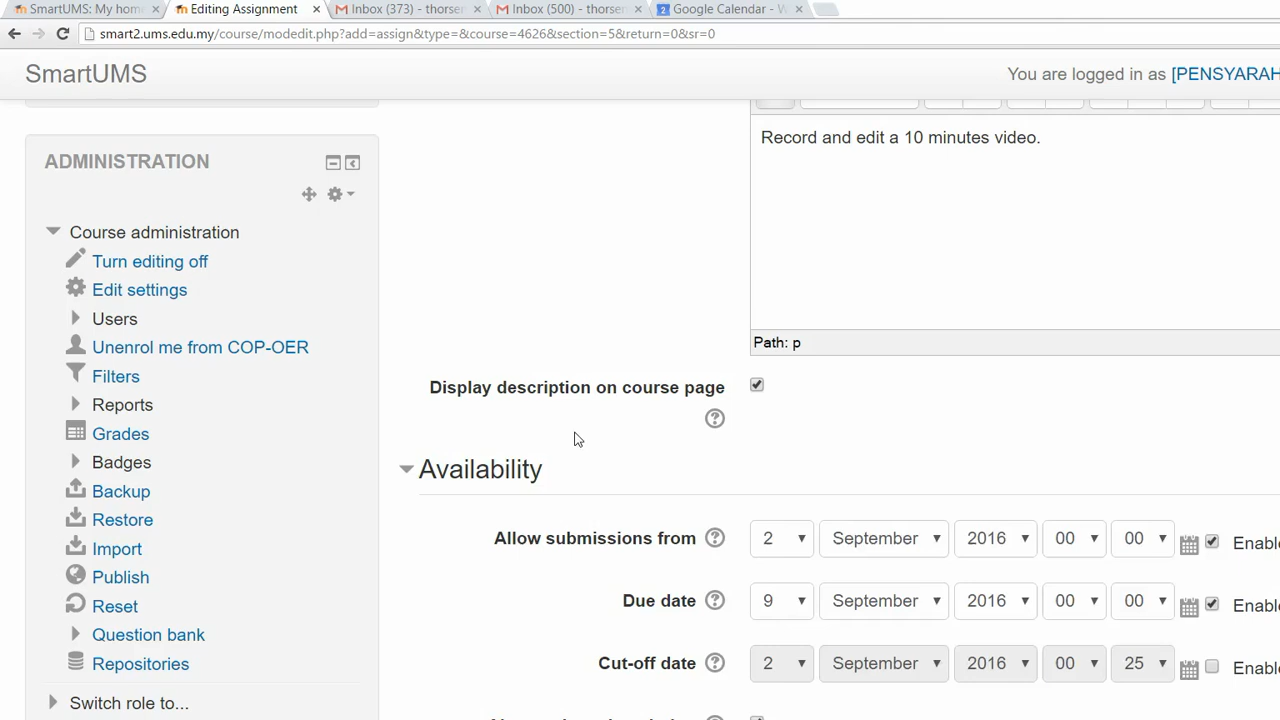 SmartUMS: My hom
Editing Assignment
Inbox (373) - thorsen
Inbox (500) - thorsen
Google Calendar - W
smart2.ums.edu.my/course/modedit.php?add=assign&type=&course=4626&section=5&return=0&sr=0
SmartUMS
You are logged in as [PENSYARAH
ADMINISTRATION
Course administration
Turn editing off
Edit settings
Users
Unenrol me from COP-OER
Filters
Reports
Grades
Badges
Backup
Restore
Import
Publish
Reset
Question bank
Repositories
Switch role to...
Record and edit a 10 minutes video.
Path: p
Display description on course page
Availability
Allow submissions from 2 September 2016 00 00 Enable
Due date 9 September 2016 00 00 Enable
Cut-off date 2 September 2016 00 25 Enable